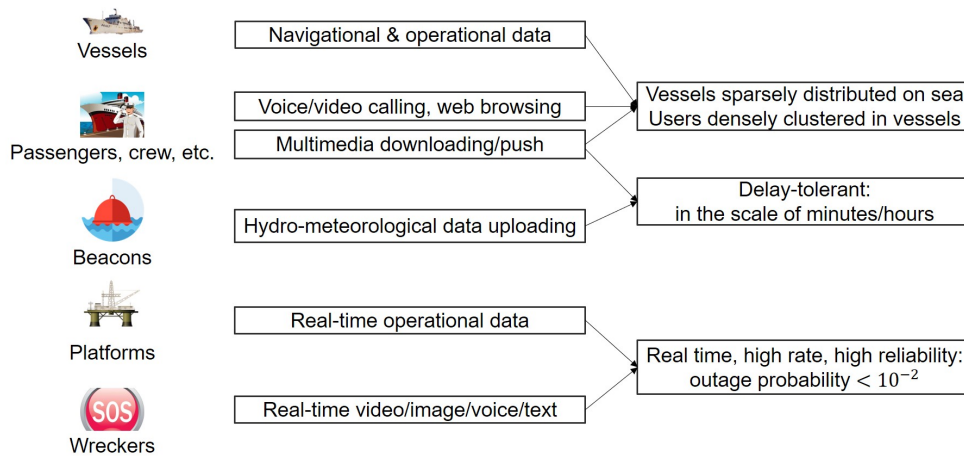 Vessels
Navigational & operational data
Voice/video calling, web browsing
Passengers, crew, etc.
Multimedia downloading/push
Vessels sparsely distributed on sea
Users densely clustered in vessels
Hydro-meteorological data uploading
Beacons
Delay-tolerant:
in the scale of minutes/hours
Real-time operational data
Platforms
Real time, high rate, high reliability:
outage probability < 10⁻²
SOS
Real-time video/image/voice/text
Wreckers